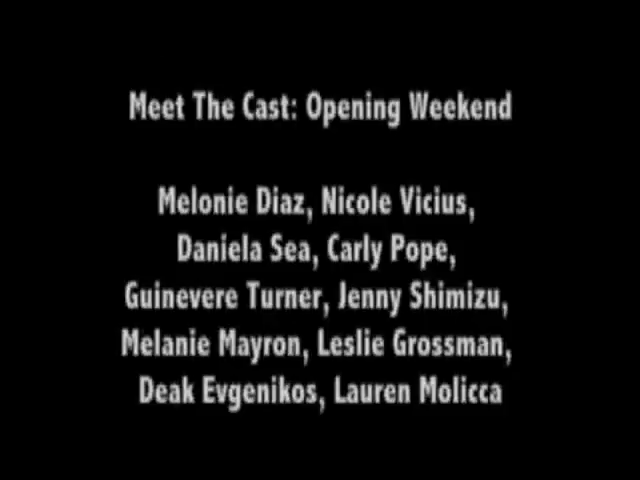 Meet The Cast: Opening Weekend
Melonie Diaz, Nicole Vicius,
Daniela Sea, Carly Pope,
Guinevere Turner, Jenny Shimizu,
Melanie Mayron, Leslie Grossman,
Deak Evgenikos, Lauren Molicca